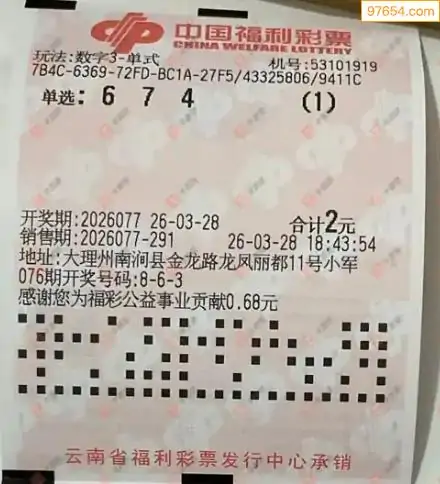 97654.com
中国福利彩票
CHINA WELFARE LOTTERY
玩法:数字3-单式 机号:53101919
7B4C-6369-72FD-BC1A-27F5/43325806/9411C
单选: 6 7 4 (1)
开奖期:2026077 26-03-28 合计2元
销售期:2026077-291 26-03-28 18:43:54
地址:大理州南涧县金龙路龙凤丽都11号小军
076期开奖号码:8-6-3
感谢您为福彩公益事业贡献0.68元
云南省福利彩票发行中心承销